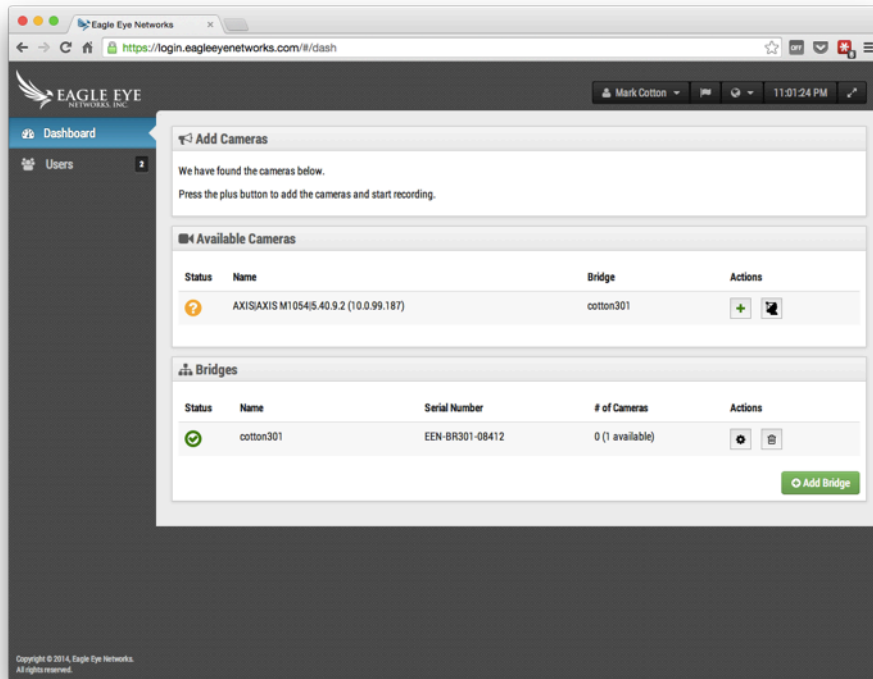 Eagle Eye Networks
https://login.eagleeyenetworks.com/#/dash
OFF
EAGLE EYE
NETWORKS, INC.
Mark Cotton
11:01:24 PM
Dashboard
Users 2
Add Cameras
We have found the cameras below.
Press the plus button to add the cameras and start recording.
Available Cameras
Status Name Bridge Actions
AXIS|AXIS M1054|5.40.9.2 (10.0.99.187) cotton301
Bridges
Status Name Serial Number # of Cameras Actions
cotton301 EEN-BR301-08412 0 (1 available)
Add Bridge
Copyright © 2014, Eagle Eye Networks.
All rights reserved.